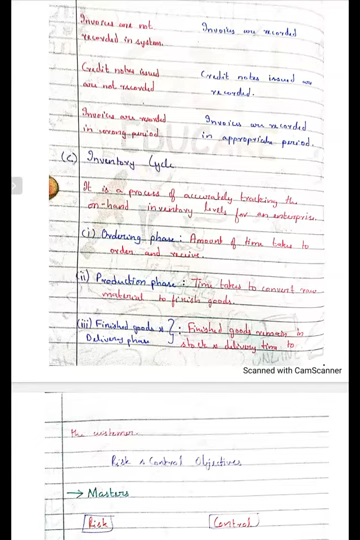 Invoices are not
recorded in system.
Invoices are recorded
Credit notes issued
are not recorded
Credit notes issued are
recorded.
Invoices are recorded
in wrong period.
Invoices are recorded
in appropriate period.
(C) Inventory Cycle
It is a process of accurately tracking the
on-hand inventory levels for an enterprise.
(i) Ordering phase: Amount of time takes to
order and receive.
(ii) Production phase: Time takes to convert raw
material to finish goods.
(iii) Finished goods &
Delivery phase
: Finished goods remain in
stock & delivery time to
Scanned with CamScanner
the customer.
Risk & Control Objectives
→ Masters
Risk
Control